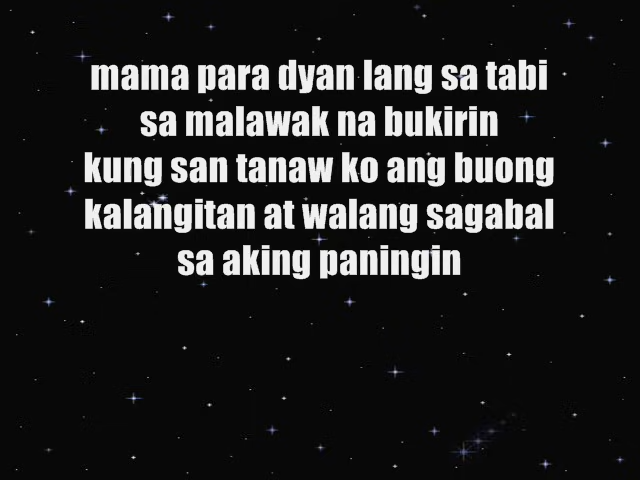 mama para dyan lang sa tabi
sa malawak na bukirin
kung san tanaw ko ang buong
kalangitan at walang sagabal
sa aking paningin